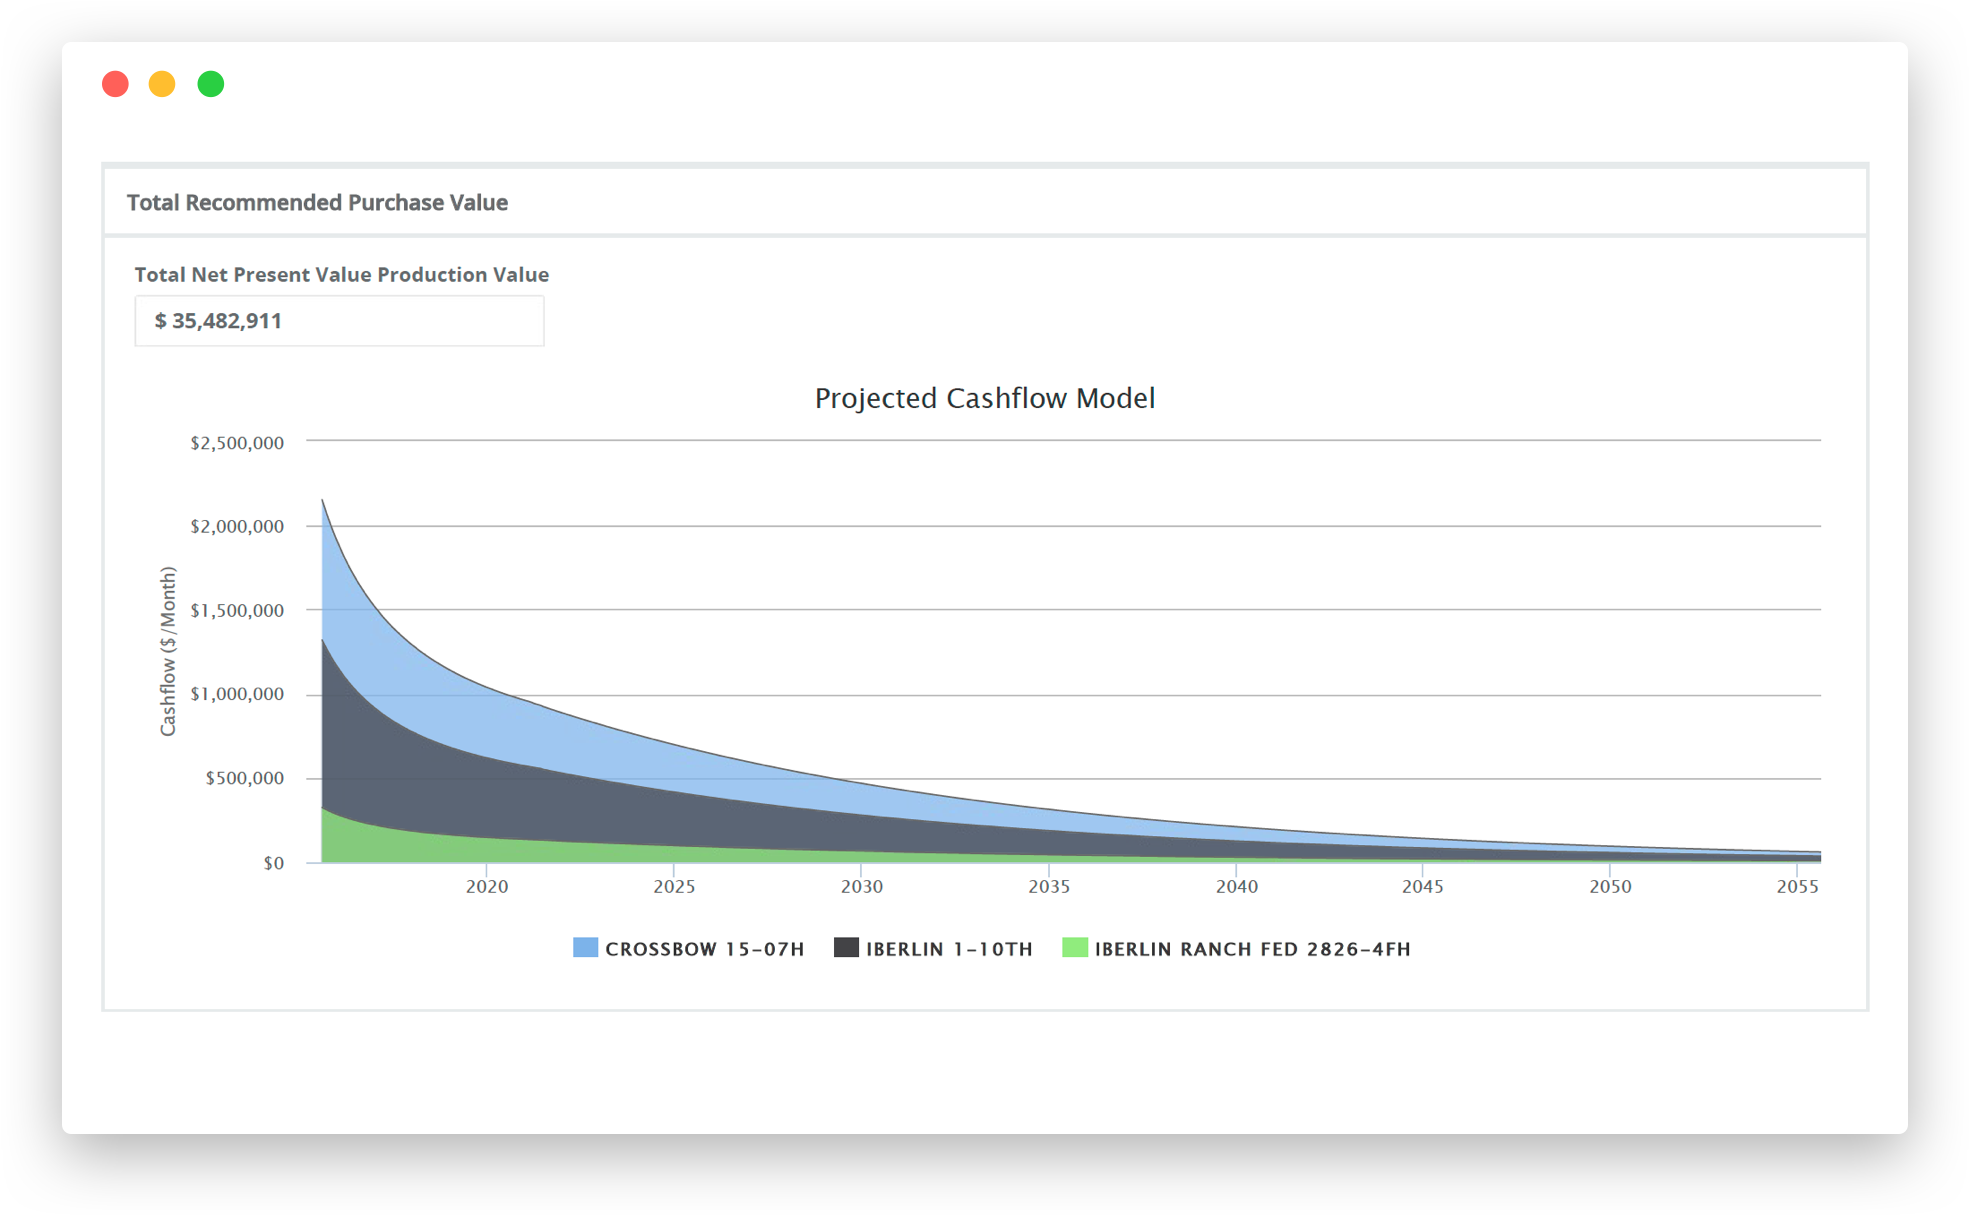 Total Recommended Purchase Value
Total Net Present Value Production Value
$ 35,482,911
Projected Cashflow Model
Cashflow ($/Month)
$2,500,000
$2,000,000
$1,500,000
$1,000,000
$500,000
$0
2020 2025 2030 2035 2040 2045 2050 2055
CROSSBOW 15-07H IBERLIN 1-10TH IBERLIN RANCH FED 2826-4FH